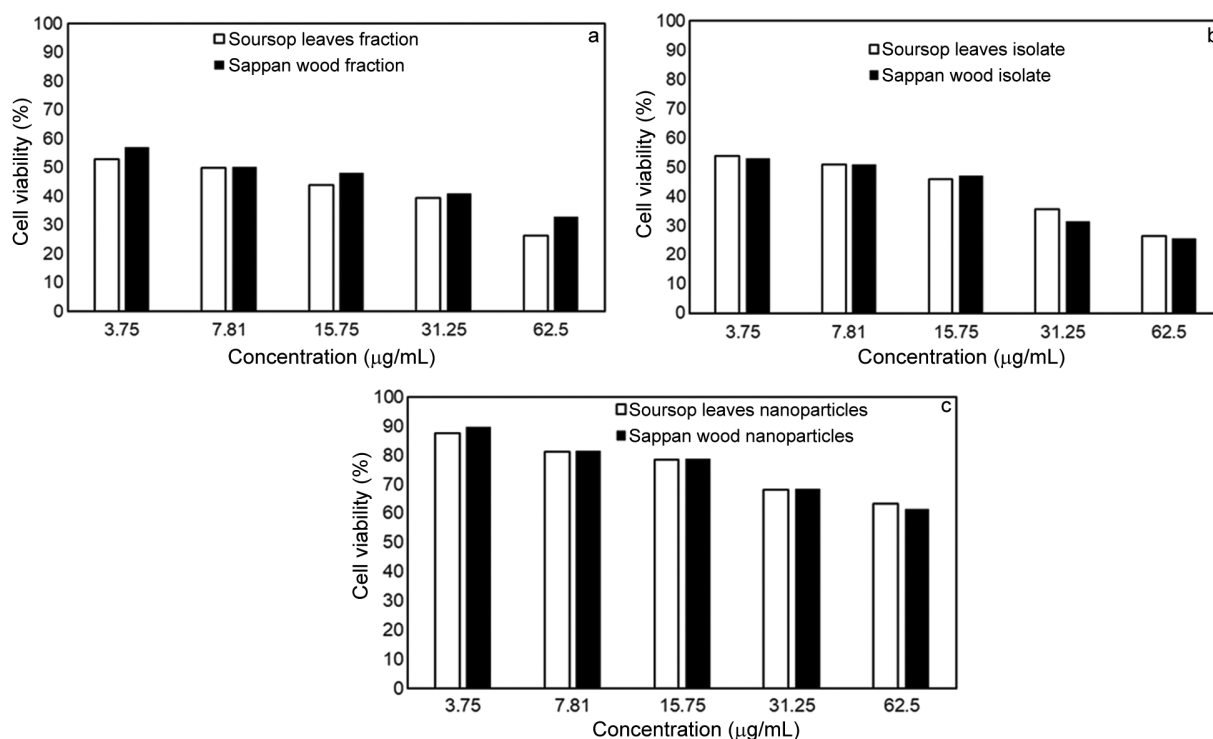 a
Soursop leaves fraction
Sappan wood fraction
Cell viability (%)
100
90
80
70
60
50
40
30
20
10
0
3.75 7.81 15.75 31.25 62.5
Concentration (µg/mL)
b
Soursop leaves isolate
Sappan wood isolate
Cell viability (%)
100
90
80
70
60
50
40
30
20
10
0
3.75 7.81 15.75 31.25 62.5
Concentration (µg/mL)
c
Soursop leaves nanoparticles
Sappan wood nanoparticles
Cell viability (%)
100
90
80
70
60
50
40
30
20
10
0
3.75 7.81 15.75 31.25 62.5
Concentration (µg/mL)